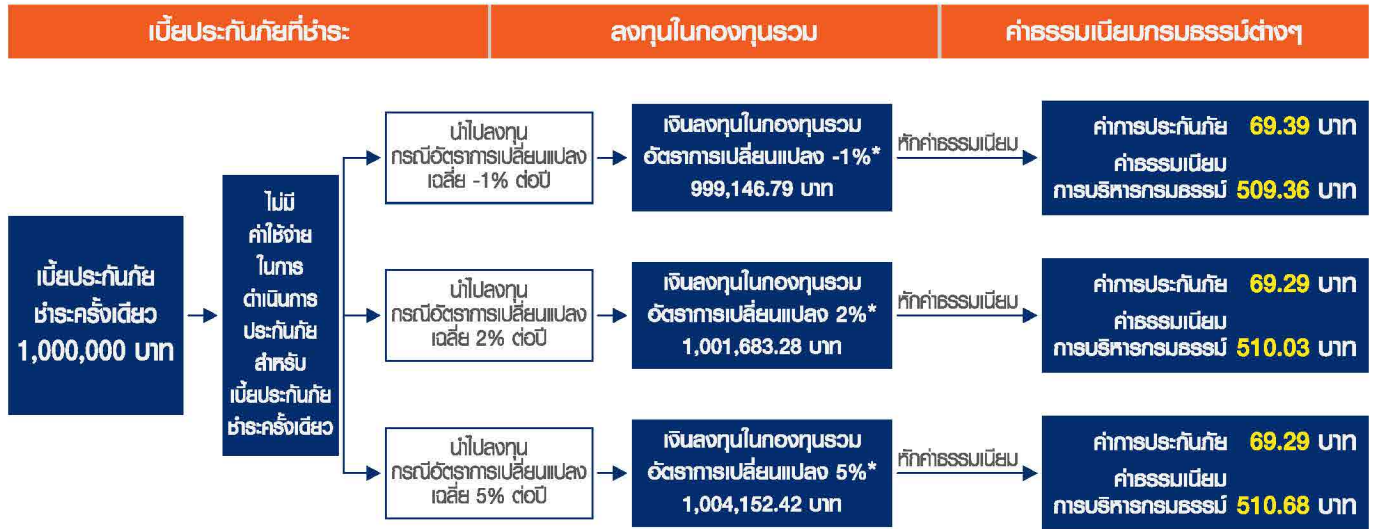 เบี้ยประกันภัยที่ชำระ
ลงทุนในกองทุนรวม
ค่าธรรมเนียมกรมธรรม์ต่างๆ
เบี้ยประกันภัย
ชำระครั้งเดียว
1,000,000 บาท
ไม่มี
ค่าใช้จ่าย
ในการ
ดำเนินการ
ประกันภัย
สำหรับ
เบี้ยประกันภัย
ชำระครั้งเดียว
นำไปลงทุน
กรณีอัตราการเปลี่ยนแปลง
เฉลี่ย -1% ต่อปี
เงินลงทุนในกองทุนรวม
อัตราการเปลี่ยนแปลง -1%*
999,146.79 บาท
หักค่าธรรมเนียม
ค่าการประกันภัย 69.39 บาท
ค่าธรรมเนียม
การบริหารกรมธรรม์ 509.36 บาท
นำไปลงทุน
กรณีอัตราการเปลี่ยนแปลง
เฉลี่ย 2% ต่อปี
เงินลงทุนในกองทุนรวม
อัตราการเปลี่ยนแปลง 2%*
1,001,683.28 บาท
หักค่าธรรมเนียม
ค่าการประกันภัย 69.29 บาท
ค่าธรรมเนียม
การบริหารกรมธรรม์ 510.03 บาท
นำไปลงทุน
กรณีอัตราการเปลี่ยนแปลง
เฉลี่ย 5% ต่อปี
เงินลงทุนในกองทุนรวม
อัตราการเปลี่ยนแปลง 5%*
1,004,152.42 บาท
หักค่าธรรมเนียม
ค่าการประกันภัย 69.29 บาท
ค่าธรรมเนียม
การบริหารกรมธรรม์ 510.68 บาท